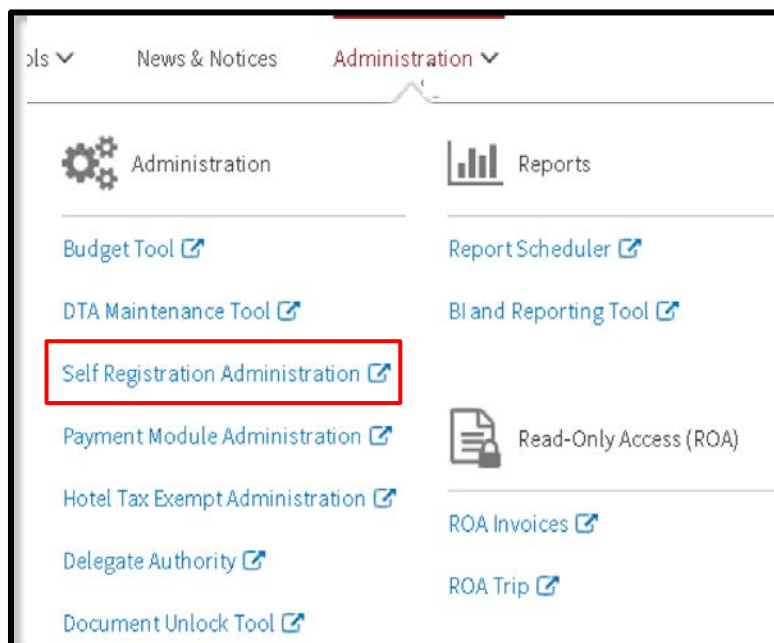 ols News & Notices Administration
Administration
Budget Tool
DTA Maintenance Tool
Self Registration Administration
Payment Module Administration
Hotel Tax Exempt Administration
Delegate Authority
Document Unlock Tool
Reports
Report Scheduler
BI and Reporting Tool
Read-Only Access (ROA)
ROA Invoices
ROA Trip